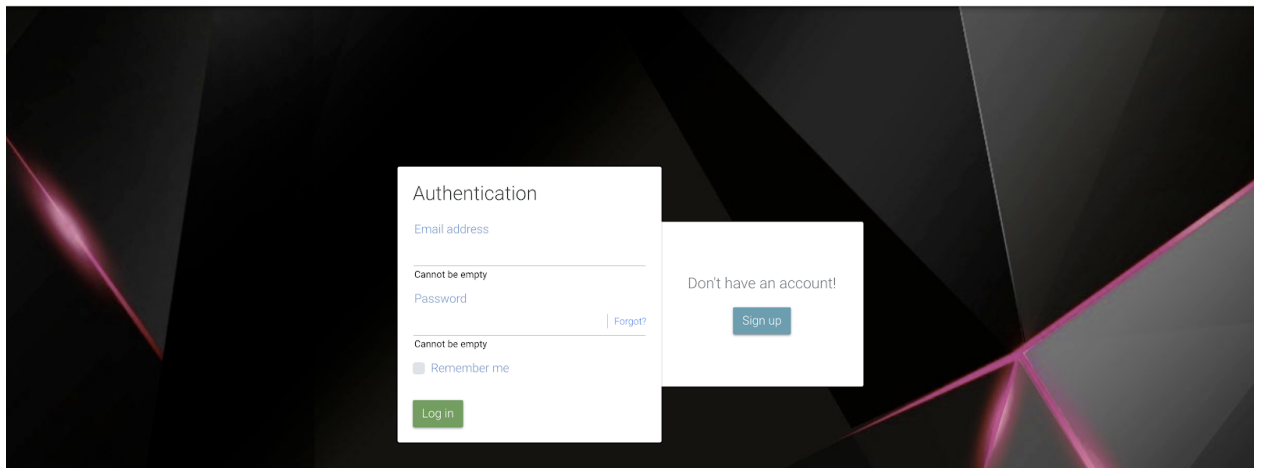 Authentication
Email address
Cannot be empty
Password
Forgot?
Cannot be empty
Remember me
Log in
Don't have an account!
Sign up